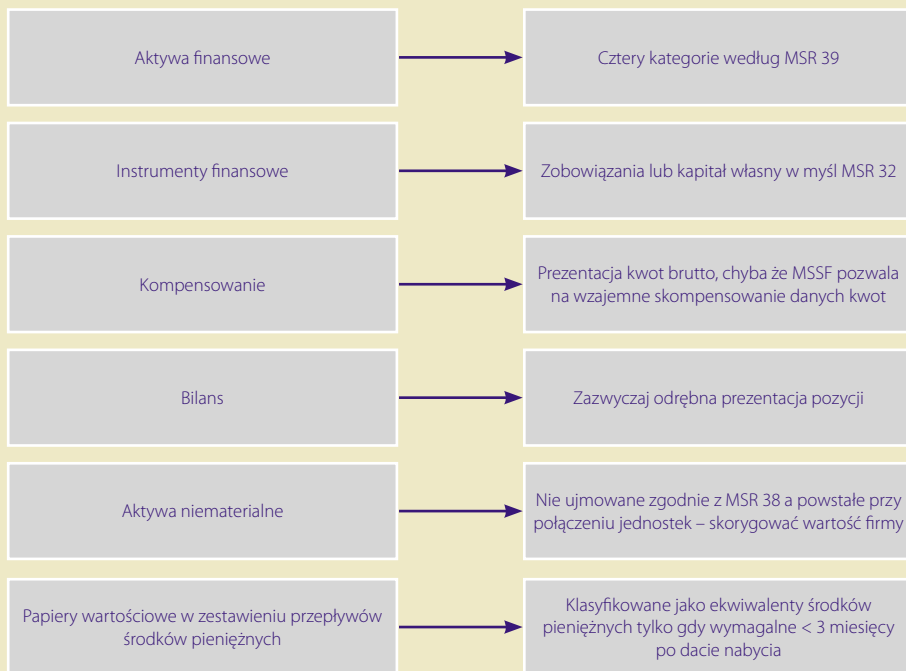 Aktywa finansowe
Cztery kategorie według MSR 39
Instrumenty finansowe
Zobowiązania lub kapitał własny w myśl MSR 32
Kompensowanie
Prezentacja kwot brutto, chyba że MSSF pozwala
na wzajemne skompensowanie danych kwot
Bilans
Zazwyczaj odrębna prezentacja pozycji
Aktywa niematerialne
Nie ujmowane zgodnie z MSR 38 a powstałe przy
połączeniu jednostek – skorygować wartość firmy
Papiery wartościowe w zestawieniu przepływów
środków pieniężnych
Klasyfikowane jako ekwiwalenty środków
pieniężnych tylko gdy wymagalne < 3 miesięcy
po dacie nabycia